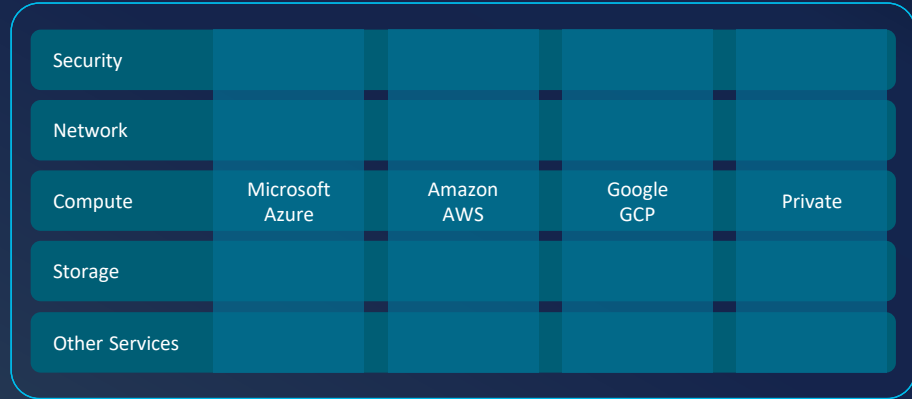 Security
Network
Compute
Microsoft
Azure
Amazon
AWS
Google
GCP
Private
Storage
Other Services